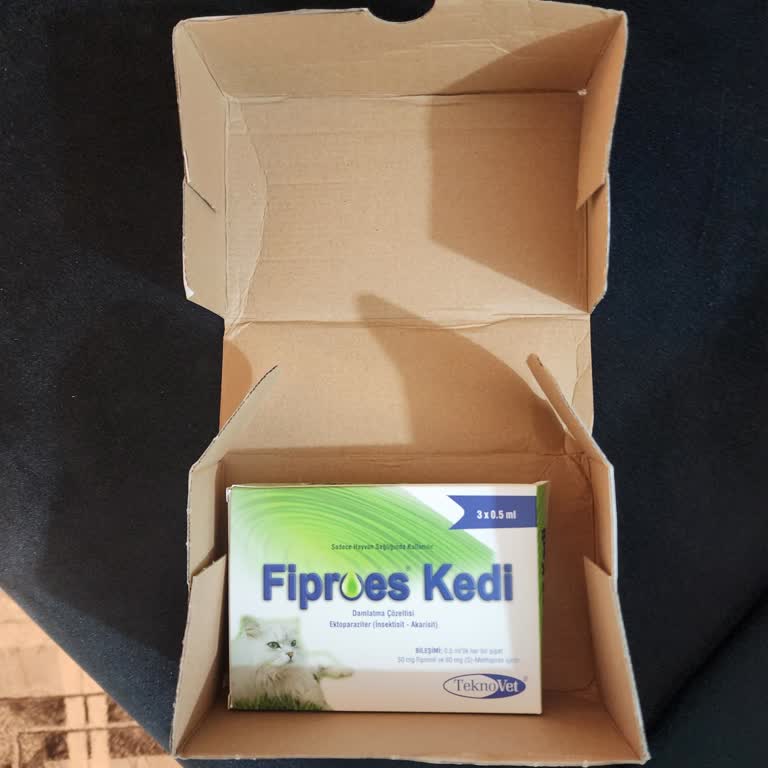 3 x 0.5 ml
Sadece Hayvan Sağlığında Kullanılır
Fiproes Kedi
Damlatma Çözeltisi
Ektoparaziter (İnsektisit - Akarisit)
BİLEŞİMİ: 0.5 ml'lik her bir pipet
50 mg Fipronil ve 60 mg (S)-Methopren içerir.
TeknoVet®